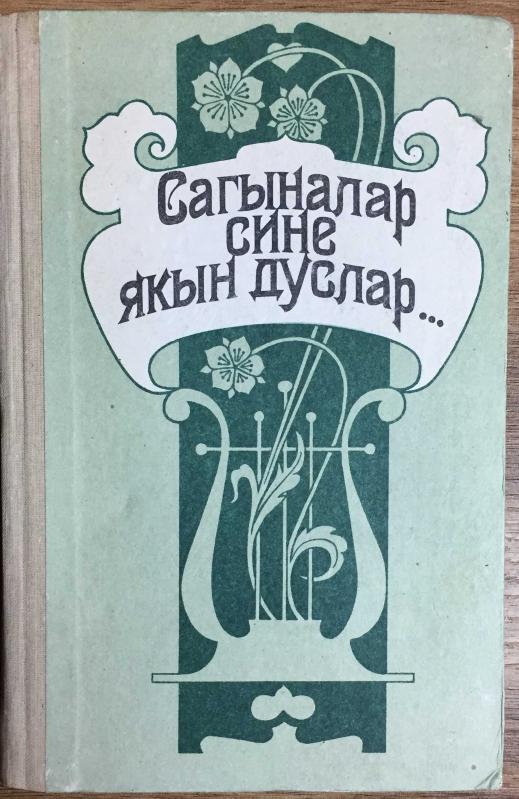 Сагыналар
сине
якын дуслар...